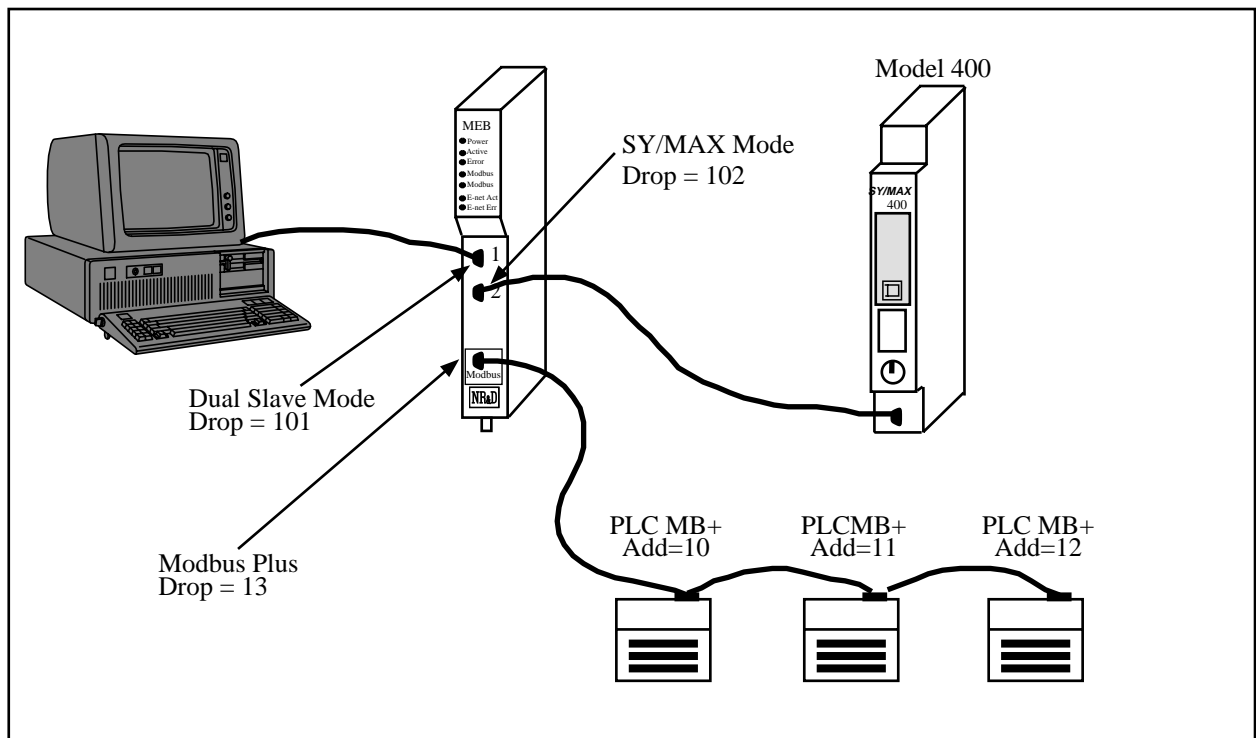 Model 400
MEB
Power
Active
Error
Modbus
Modbus
E-net Act
E-net Err
SY/MAX Mode
Drop = 102
SY/MAX
400
1
2
Modbus
NR&D
Dual Slave Mode
Drop = 101
Modbus Plus
Drop = 13
PLC MB+
Add=10
PLCMB+
Add=11
PLC MB+
Add=12